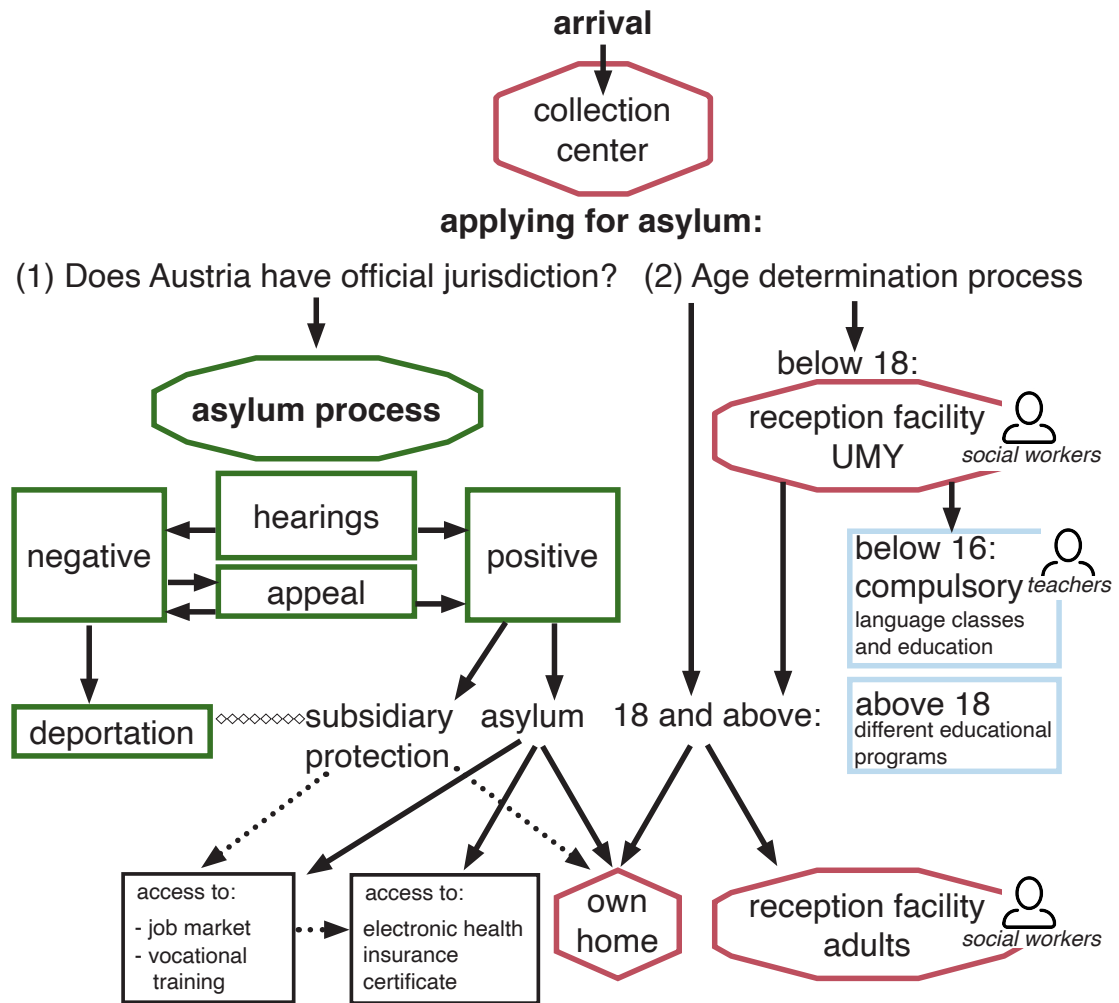 arrival
collection
center
applying for asylum:
(1) Does Austria have official jurisdiction?
(2) Age determination process
below 18:
asylum process
reception facility
UMY
social workers
hearings
negative
positive
appeal
below 16:
compulsory
teachers
language classes
and education
deportation
subsidiary
protection
asylum
18 and above:
above 18
different educational
programs
access to:
- job market
- vocational
training
access to:
electronic health
insurance
certificate
own
home
reception facility
adults
social workers